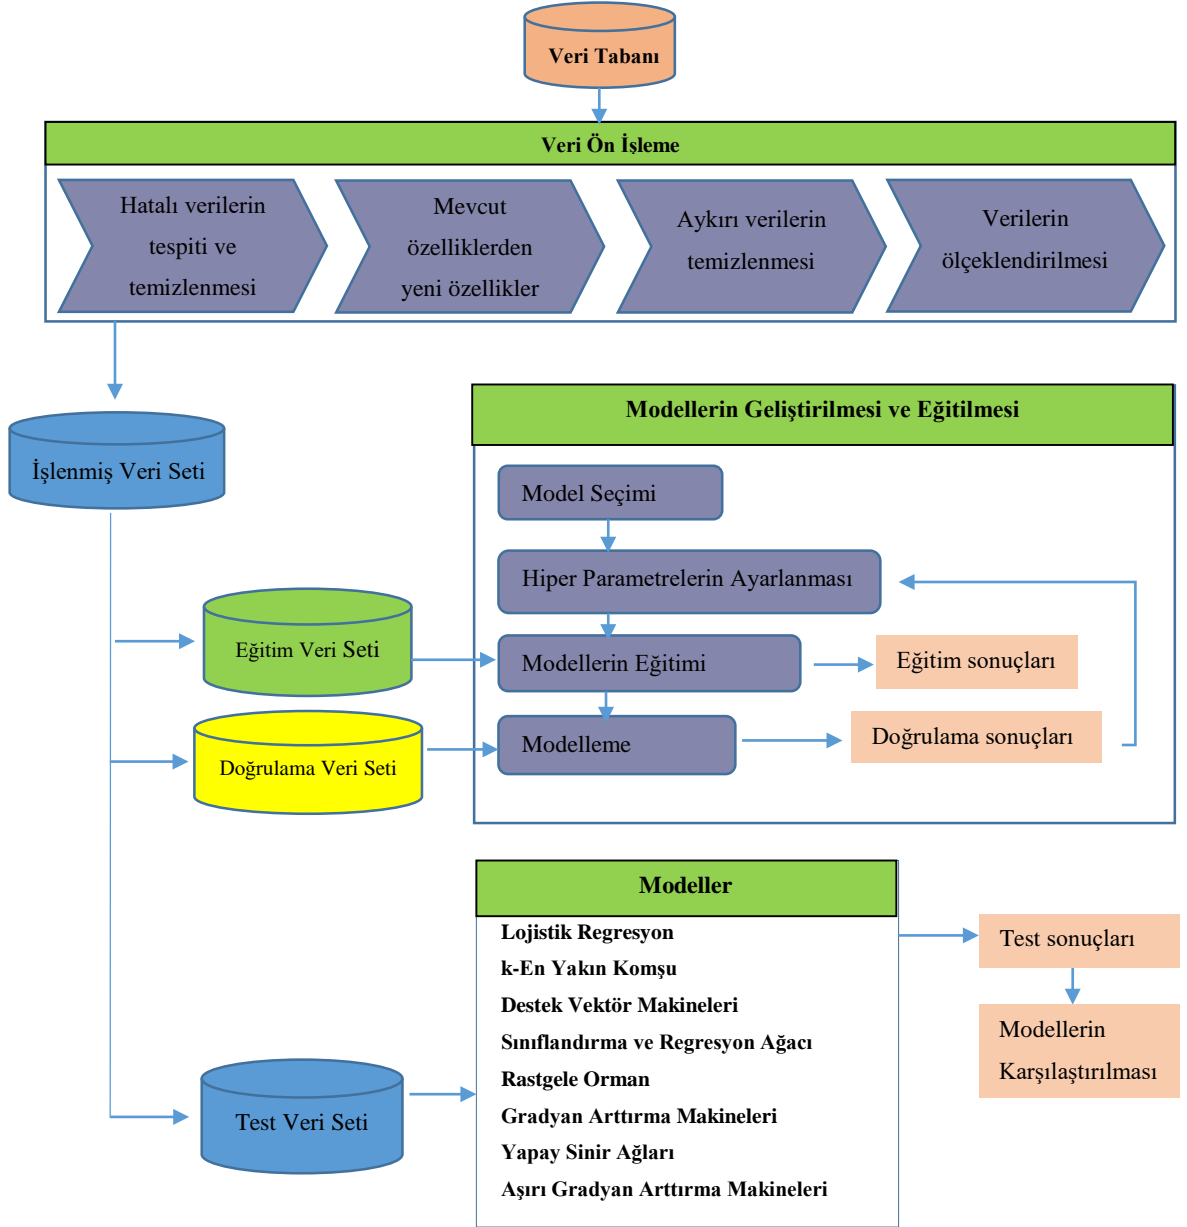 Veri Tabanı
Veri Ön İşleme
Hatalı verilerin
tespiti ve
temizlenmesi
Mevcut
özelliklerden
yeni özellikler
Aykırı verilerin
temizlenmesi
Verilerin
ölçeklendirilmesi
İşlenmiş Veri Seti
Modellerin Geliştirilmesi ve Eğitilmesi
Model Seçimi
Hiper Parametrelerin Ayarlanması
Eğitim Veri Seti
Modellerin Eğitimi
Eğitim sonuçları
Doğrulama Veri Seti
Modelleme
Doğrulama sonuçları
Modeller
Lojistik Regresyon
k-En Yakın Komşu
Destek Vektör Makineleri
Sınıflandırma ve Regresyon Ağacı
Rastgele Orman
Gradyan Arttırma Makineleri
Yapay Sinir Ağları
Aşırı Gradyan Arttırma Makineleri
Test Veri Seti
Test sonuçları
Modellerin
Karşılaştırılması